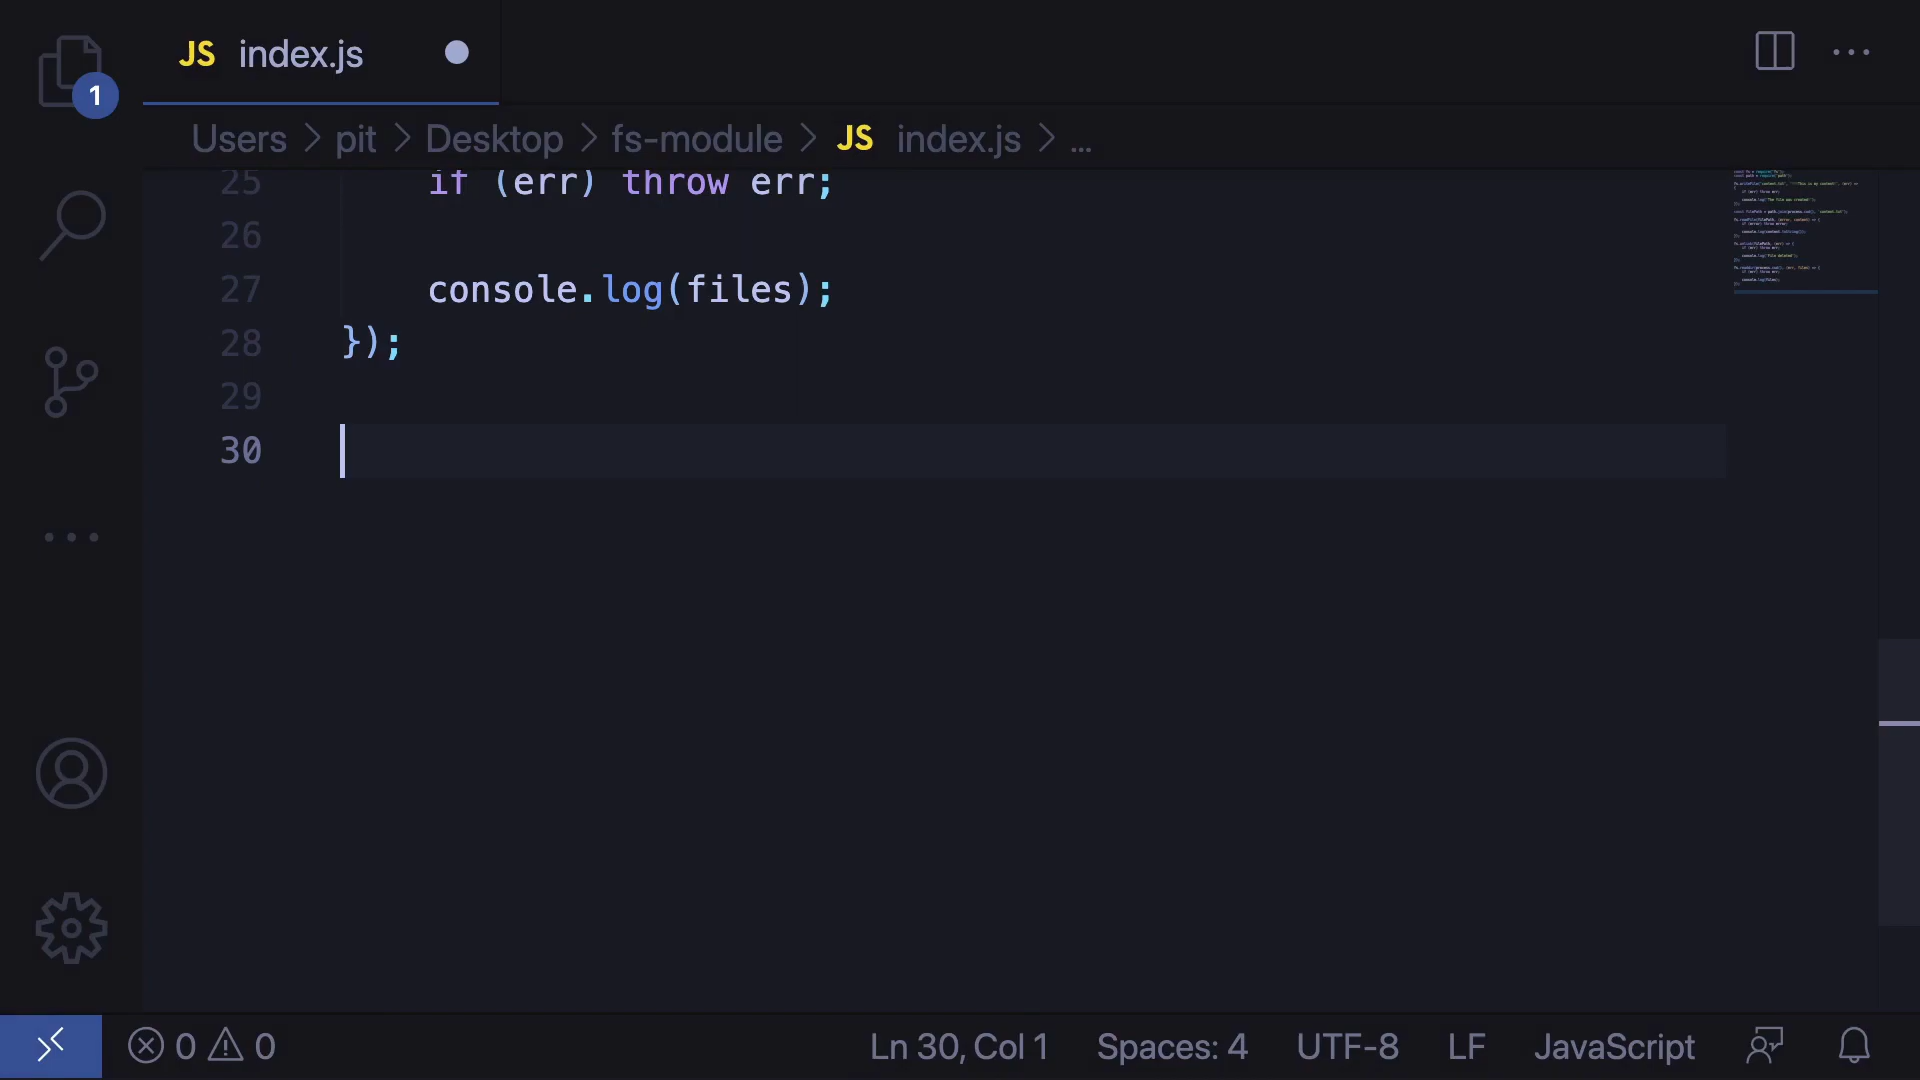 JS index.js
1
Users > pit > Desktop > fs-module > JS index.js > ...
25 if (err) throw err;
26
27 console.log(files);
28 });
29
30
0 0 Ln 30, Col 1 Spaces: 4 UTF-8 LF JavaScript